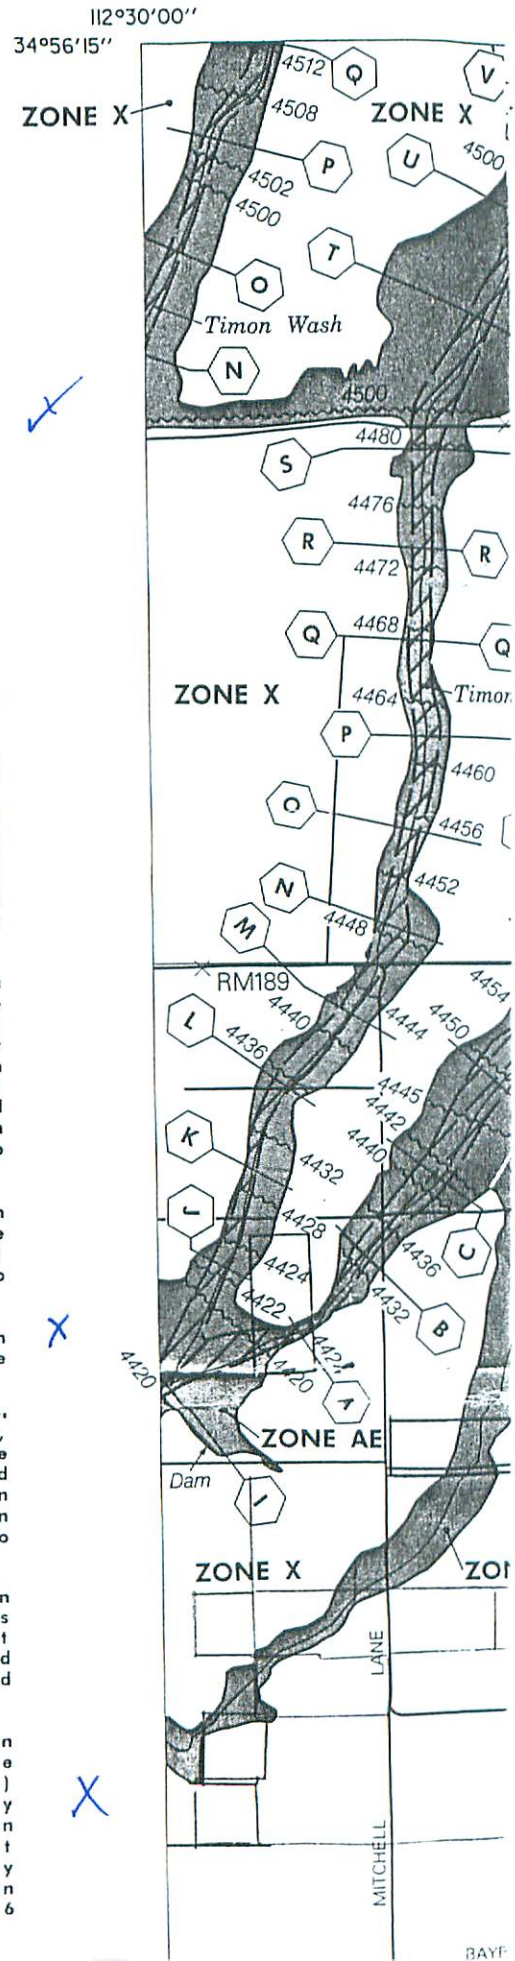 112°30'00"
34°56'15"
4512
Q
V
ZONE X
4508
ZONE X
P
U
4500
4502
4500
T
O
Timon Wash
N
4500
4480
S
4476
R
R
4472
Q
4468
Q
ZONE X
4464
Timon
P
4460
O
4456
N
4452
M
4448
RM189
4454
4440
4444
4450
L
4436
4445
4442
K
4440
4432
J
4428
4436
C
4424
4432
4422
B
4420
4420
A
ZONE AE
Dam
I
ZONE X
LANE
MITCHELL